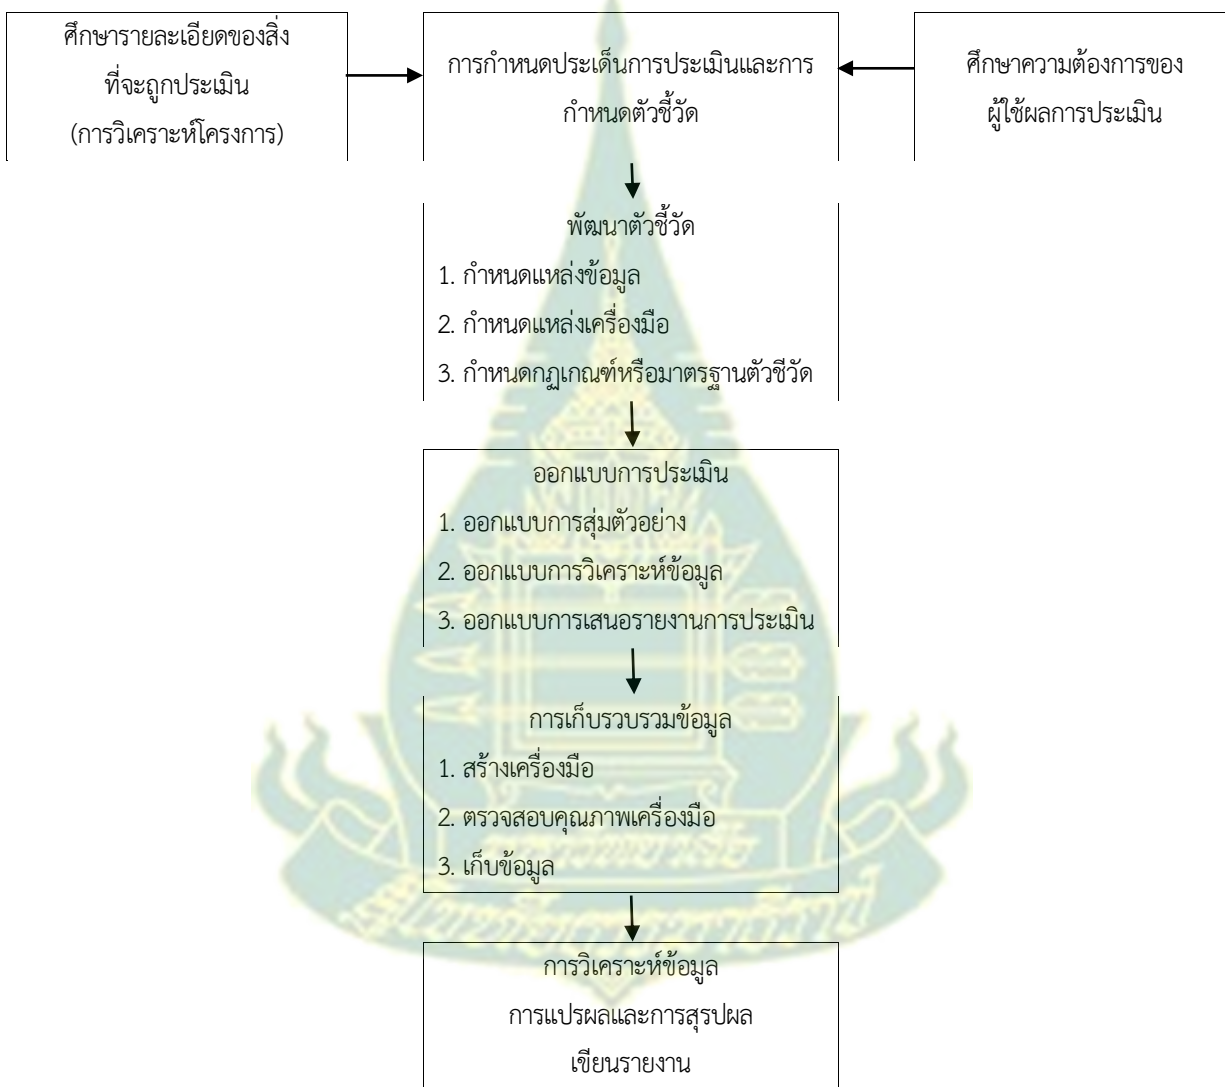 ศึกษารายละเอียดของสิ่ง
ที่จะถูกประเมิน
(การวิเคราะห์โครงการ)
การกำหนดประเด็นการประเมินและการ
กำหนดตัวชี้วัด
ศึกษาความต้องการของ
ผู้ใช้ผลการประเมิน
พัฒนาตัวชี้วัด
1. กำหนดแหล่งข้อมูล
2. กำหนดแหล่งเครื่องมือ
3. กำหนดกฏเกณฑ์หรือมาตรฐานตัวชีวัด
ออกแบบการประเมิน
1. ออกแบบการสุ่มตัวอย่าง
2. ออกแบบการวิเคราะห์ข้อมูล
3. ออกแบบการเสนอรายงานการประเมิน
การเก็บรวบรวมข้อมูล
1. สร้างเครื่องมือ
2. ตรวจสอบคุณภาพเครื่องมือ
3. เก็บข้อมูล
การวิเคราะห์ข้อมูล
การแปรผลและการสุรปผล
เขียนรายงาน